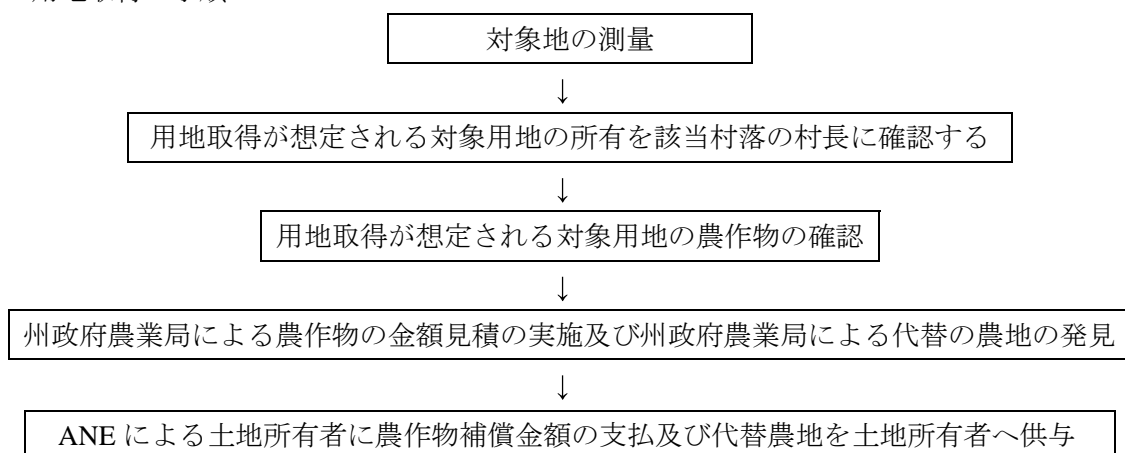 対象地の測量
↓
用地取得が想定される対象用地の所有を該当村落の村長に確認する
↓
用地取得が想定される対象用地の農作物の確認
↓
州政府農業局による農作物の金額見積の実施及び州政府農業局による代替の農地の発見
↓
ANE による土地所有者に農作物補償金額の支払及び代替農地を土地所有者へ供与